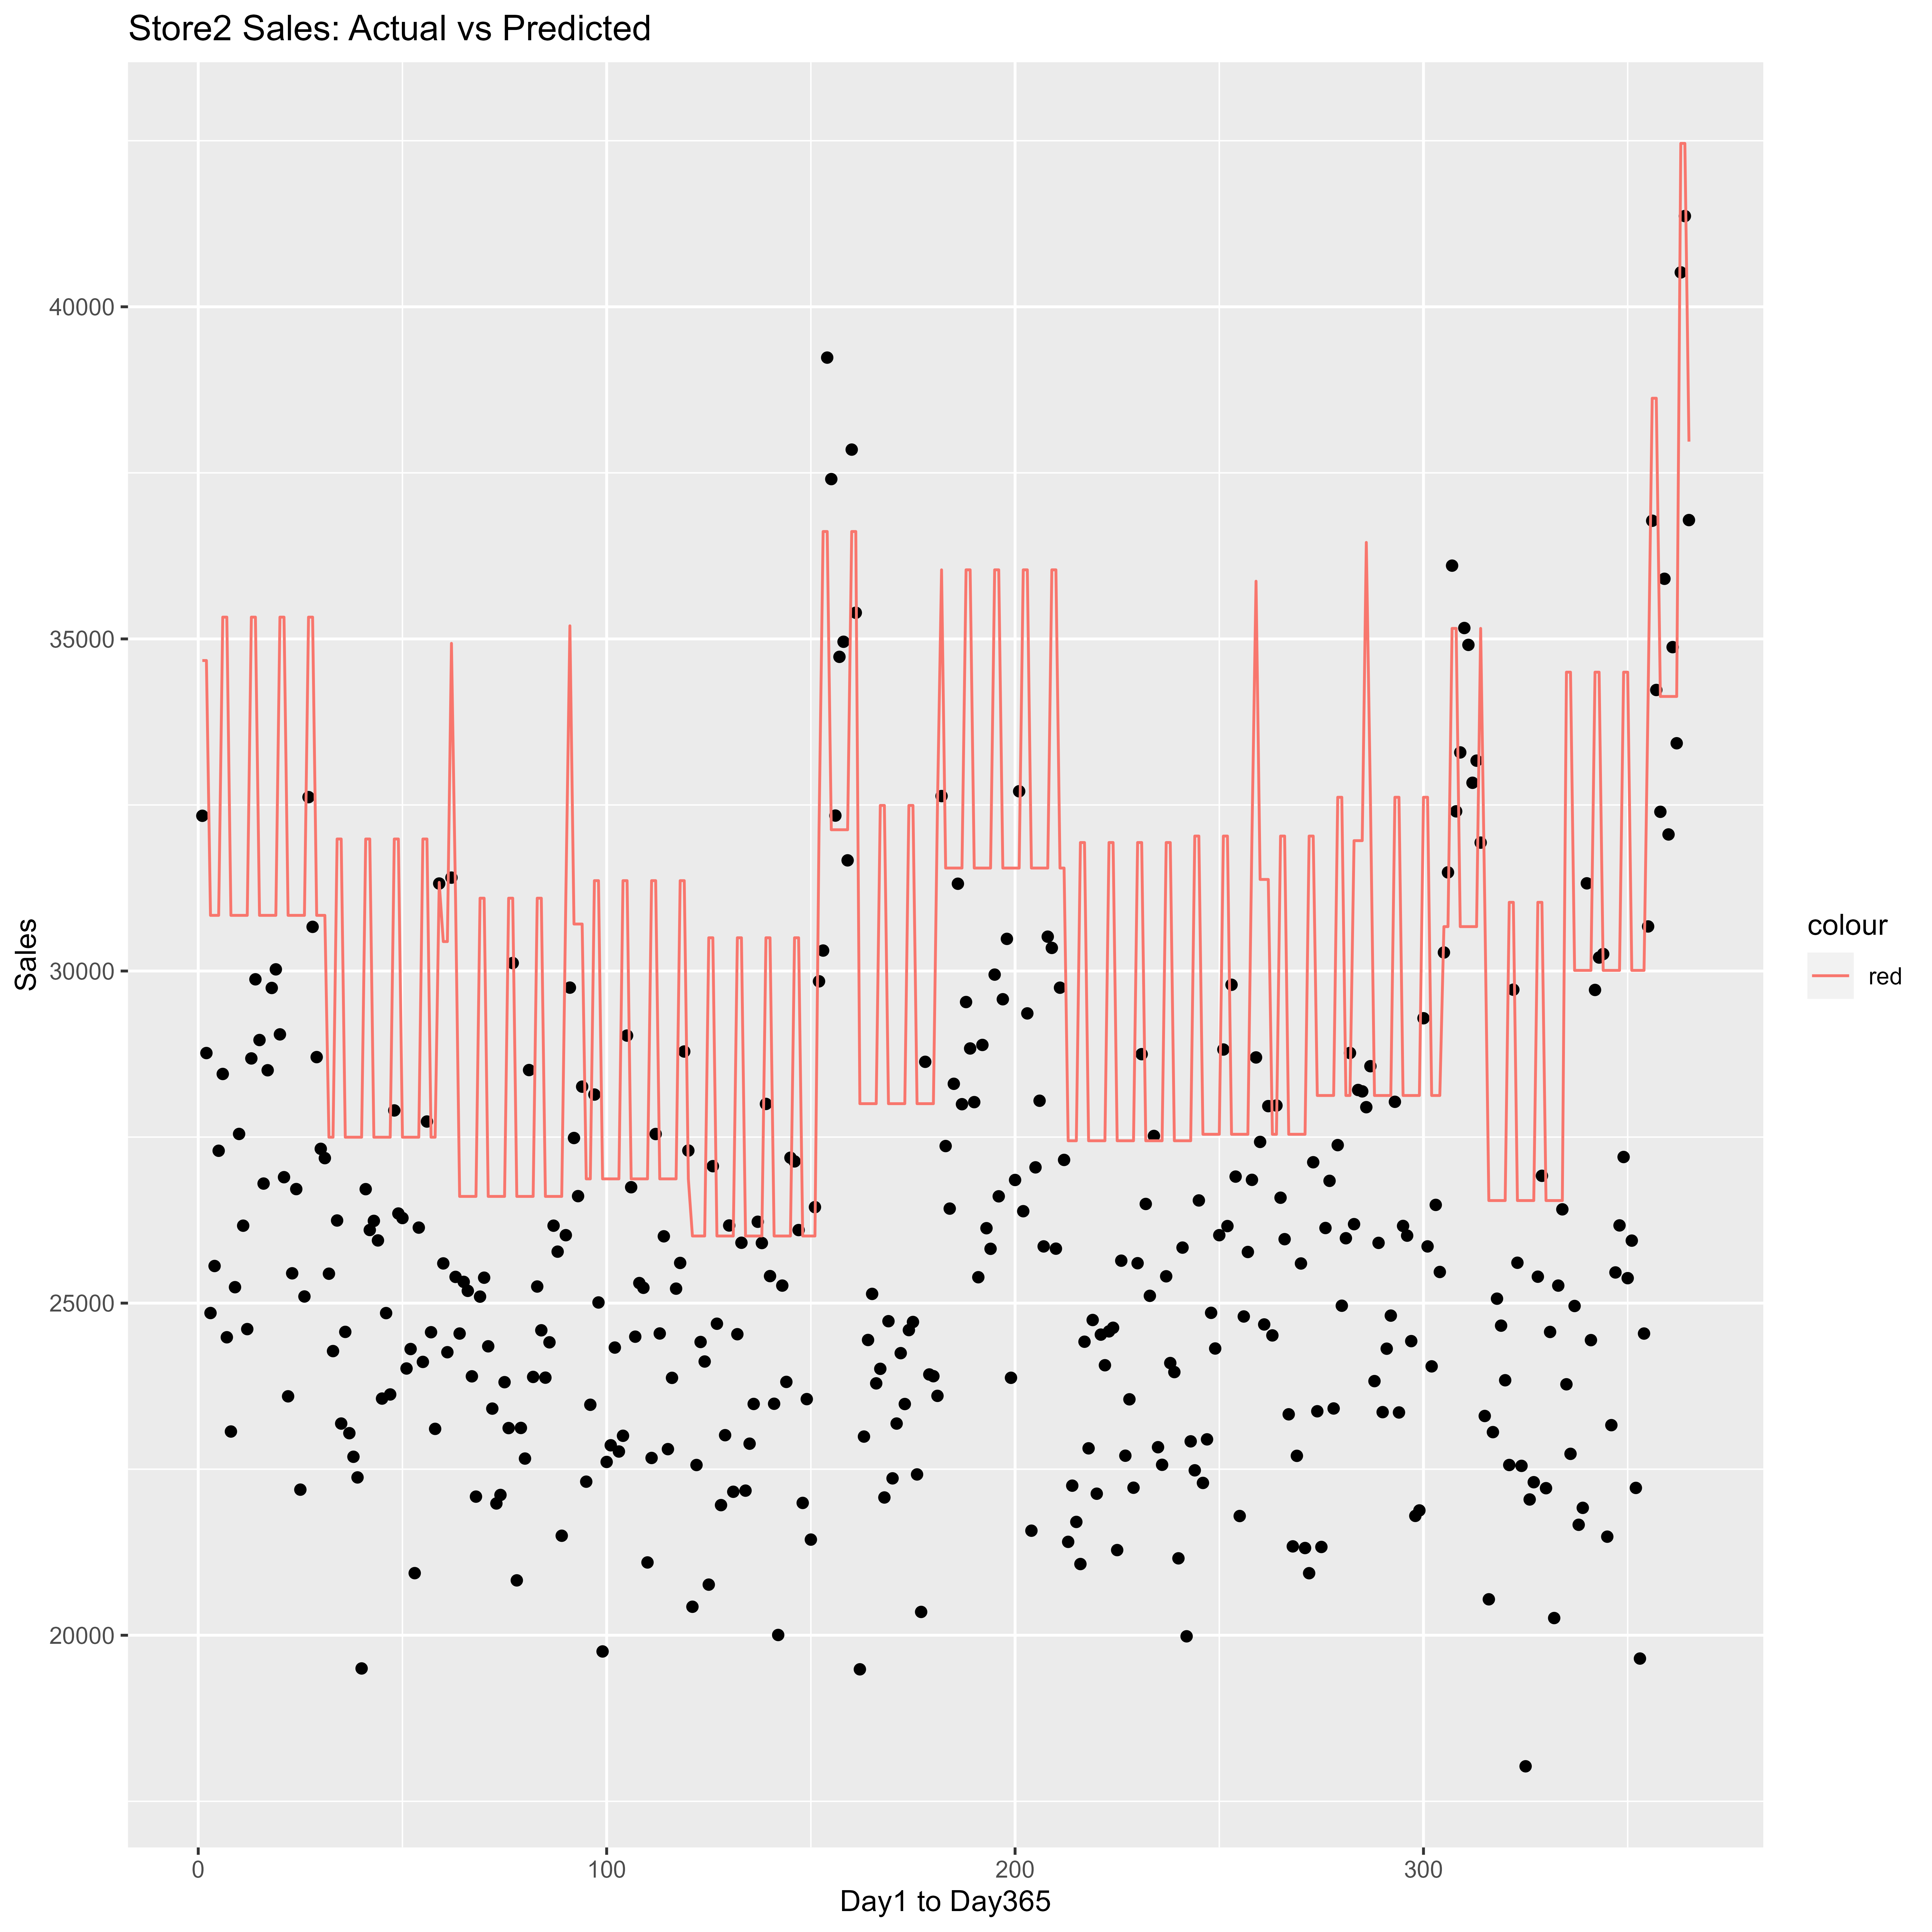 Store2 Sales: Actual vs Predicted
40000
35000
30000
25000
20000
Sales
0
100
200
300
Day1 to Day365
colour
red